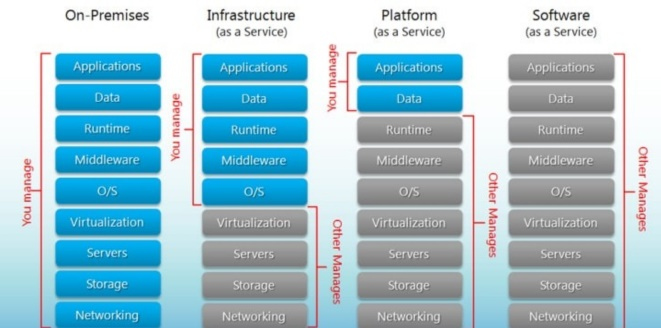 On-Premises
Infrastructure
(as a Service)
Platform
(as a Service)
Software
(as a Service)
You manage
Applications
Data
Runtime
Middleware
O/S
Virtualization
Servers
Storage
Networking
You manage
Applications
Data
Runtime
Middleware
O/S
Virtualization
Servers
Storage
Networking
Other Manages
You manage
Applications
Data
Runtime
Middleware
O/S
Virtualization
Servers
Storage
Networking
Other Manages
Applications
Data
Runtime
Middleware
O/S
Virtualization
Servers
Storage
Networking
Other Manages